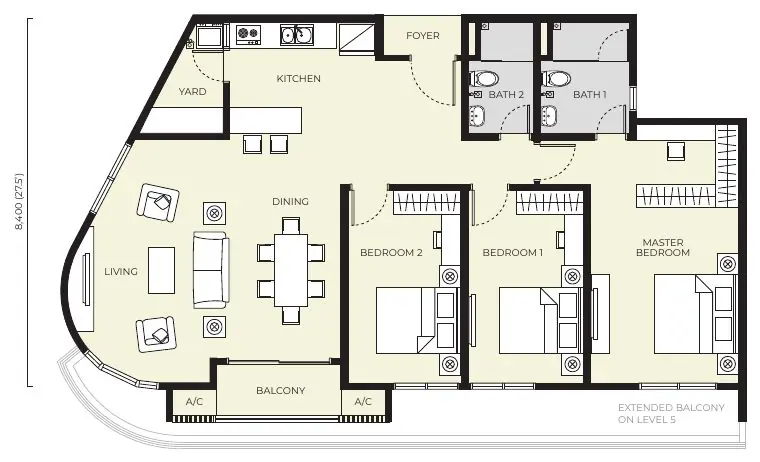 FOYER
KITCHEN
YARD
BATH 2
BATH 1
8,400 (27.5')
DINING
LIVING
BEDROOM 2
BEDROOM 1
MASTER
BEDROOM
A/C
BALCONY
A/C
EXTENDED BALCONY
ON LEVEL 5